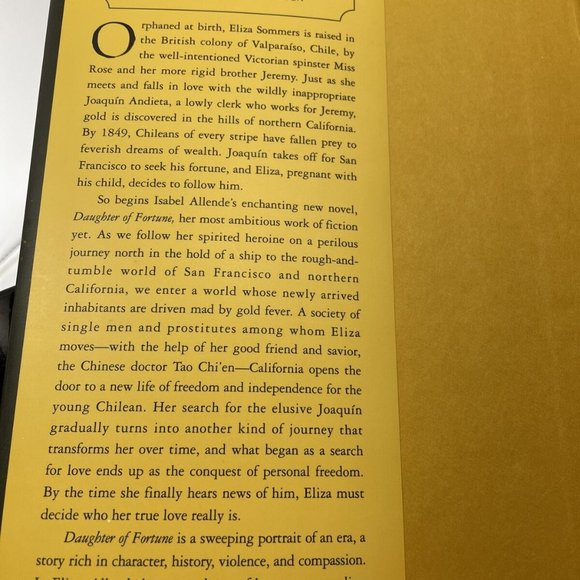 Orphaned at birth, Eliza Sommers is raised in
the British colony of Valparaíso, Chile, by
the well-intentioned Victorian spinster Miss
Rose and her more rigid brother Jeremy. Just as she
meets and falls in love with the wildly inappropriate
Joaquín Andieta, a lowly clerk who works for Jeremy,
gold is discovered in the hills of northern California.
By 1849, Chileans of every stripe have fallen prey to
feverish dreams of wealth. Joaquín takes off for San
Francisco to seek his fortune, and Eliza, pregnant with
his child, decides to follow him.
So begins Isabel Allende's enchanting new novel,
Daughter of Fortune, her most ambitious work of fiction
yet. As we follow her spirited heroine on a perilous
journey north in the hold of a ship to the rough-and-
tumble world of San Francisco and northern
California, we enter a world whose newly arrived
inhabitants are driven mad by gold fever. A society of
single men and prostitutes among whom Eliza
moves—with the help of her good friend and savior,
the Chinese doctor Tao Chi'en—California opens the
door to a new life of freedom and independence for the
young Chilean. Her search for the elusive Joaquín
gradually turns into another kind of journey that
transforms her over time, and what began as a search
for love ends up as the conquest of personal freedom.
By the time she finally hears news of him, Eliza must
decide who her true love really is.
Daughter of Fortune is a sweeping portrait of an era, a
story rich in character, history, violence, and compassion.